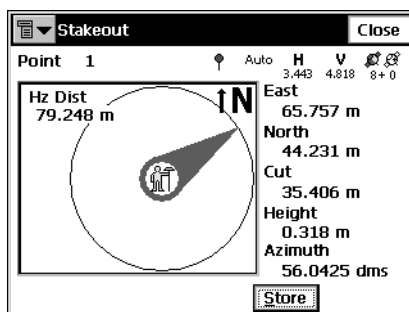 Stakeout
Close
Point 1
Auto
H
3.443
V
4.818
8+0
Hz Dist
79.248 m
N
East
65.757 m
North
44.231 m
Cut
35.406 m
Height
0.318 m
Azimuth
56.0425 dms
Store